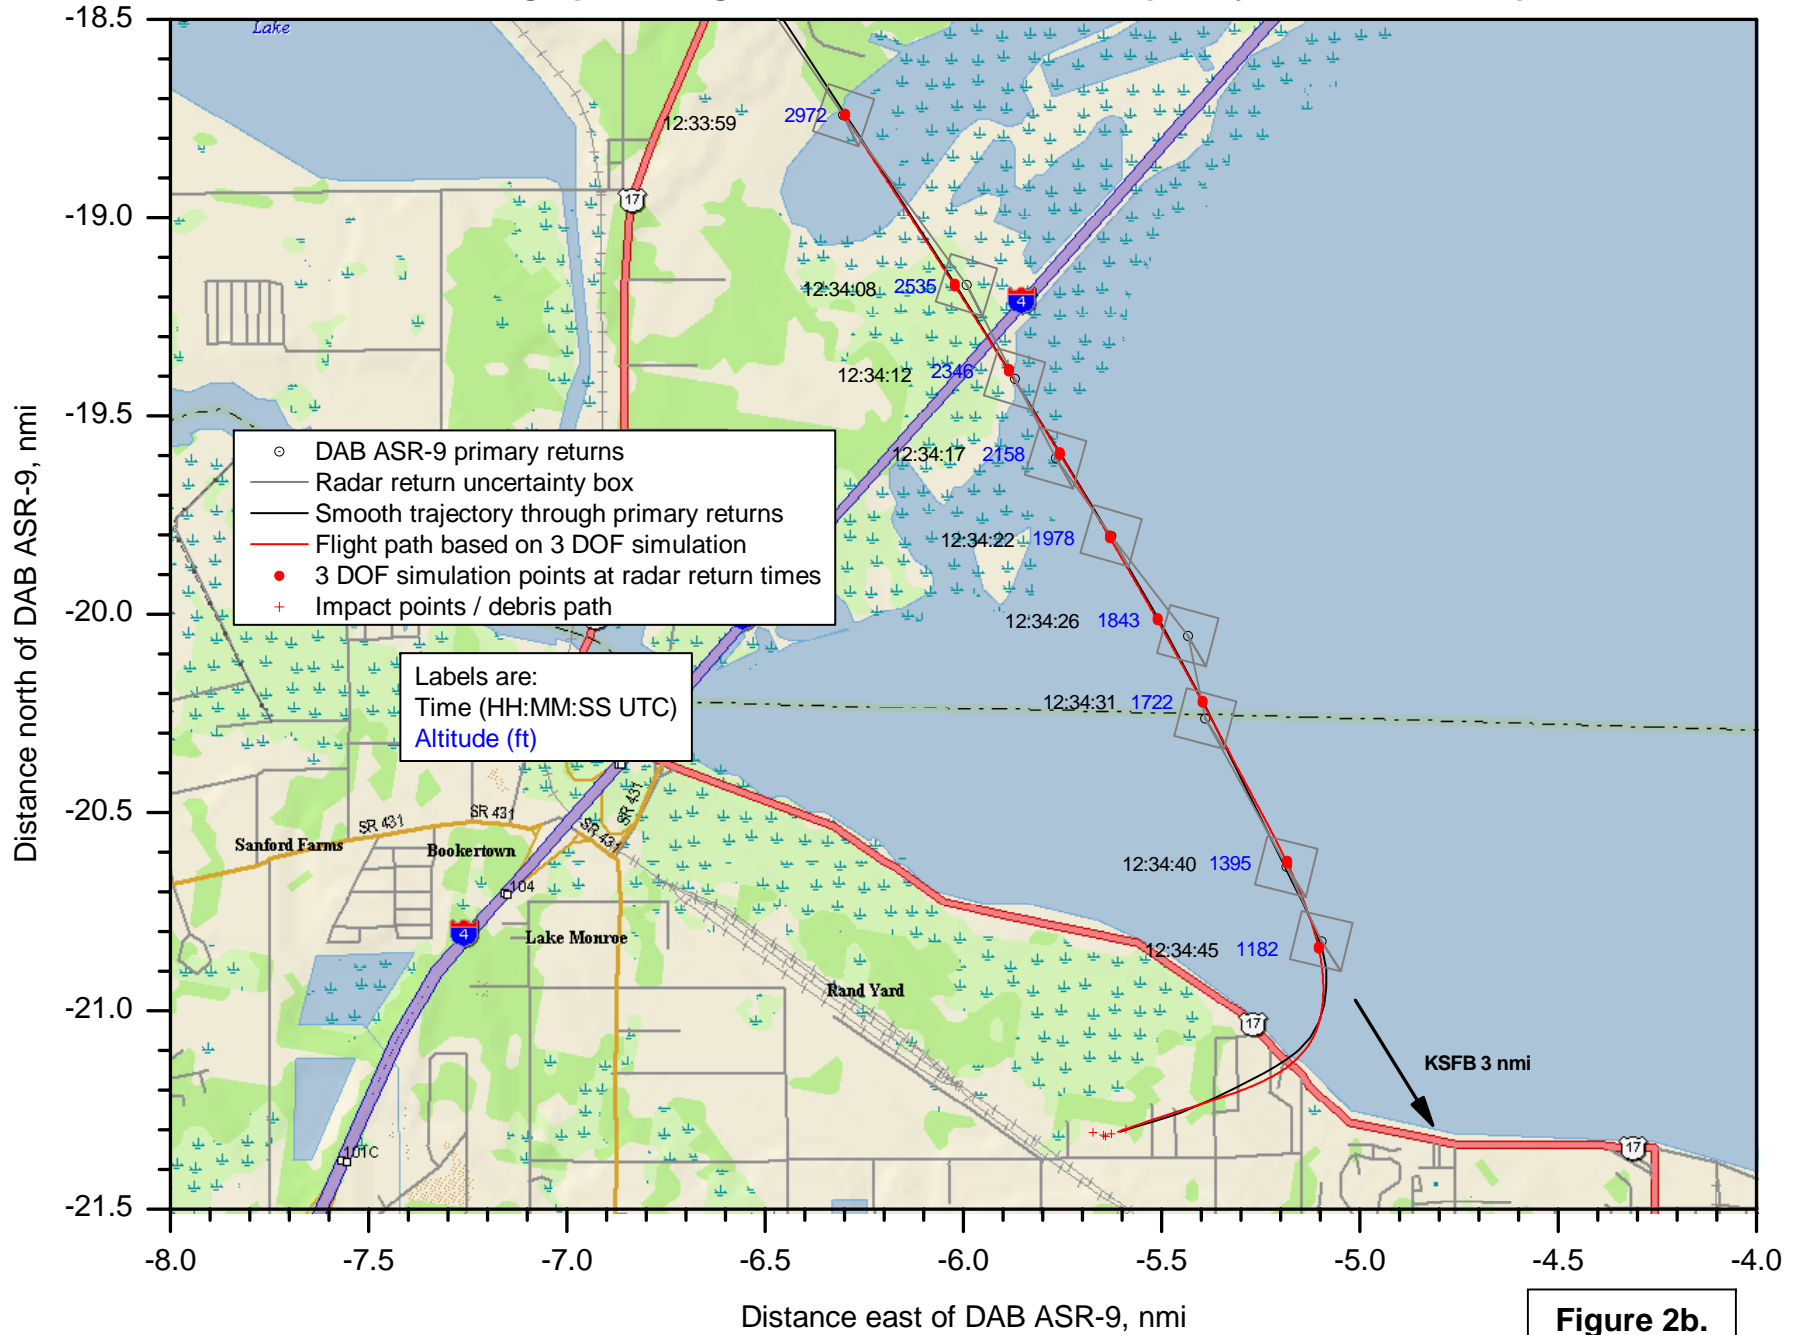 -18.5
-19.0
-19.5
-20.0
-20.5
-21.0
-21.5
Distance north of DAB ASR-9, nmi
Lake
12:33:59 2972
17
12:34:08 2535
4
12:34:12 2346
12:34:17 2158
12:34:22 1978
12:34:26 1843
12:34:31 1722
12:34:40 1395
12:34:45 1182
DAB ASR-9 primary returns
Radar return uncertainty box
Smooth trajectory through primary returns
Flight path based on 3 DOF simulation
3 DOF simulation points at radar return times
Impact points / debris path
Labels are:
Time (HH:MM:SS UTC)
Altitude (ft)
SR 431
SR 431
SR 431
SR 431
Sanford Farms
Bookertown
104
4
Lake Monroe
Rand Yard
17
KSFB 3 nmi
17
101C
-8.0 -7.5 -7.0 -6.5 -6.0 -5.5 -5.0 -4.5 -4.0
Distance east of DAB ASR-9, nmi
Figure 2b.